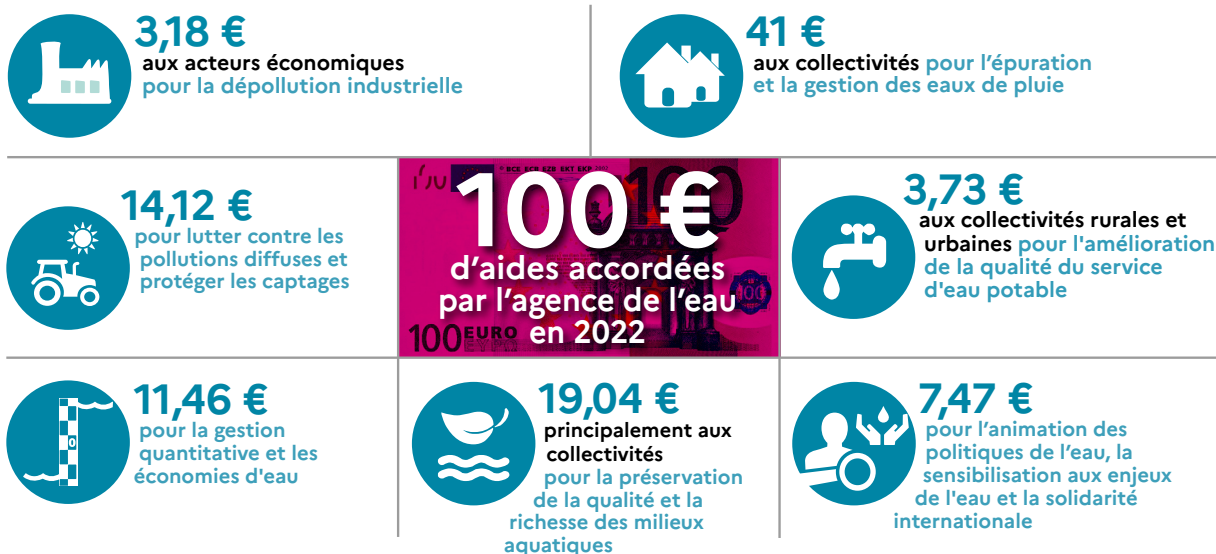 3,18 €
aux acteurs économiques
pour la dépollution industrielle
41 €
aux collectivités pour l'épuration
et la gestion des eaux de pluie
14,12 €
pour lutter contre les
pollutions diffuses et
protéger les captages
100 €
d'aides accordées
par l'agence de l'eau
en 2022
100
100
100 EURO
3,73 €
aux collectivités rurales et
urbaines pour l'amélioration
de la qualité du service
d'eau potable
11,46 €
pour la gestion
quantitative et les
économies d'eau
0
19,04 €
principalement aux
collectivités
pour la préservation
de la qualité et la
richesse des milieux
aquatiques
7,47 €
pour l'animation des
politiques de l'eau, la
sensibilisation aux enjeux
de l'eau et la solidarité
internationale